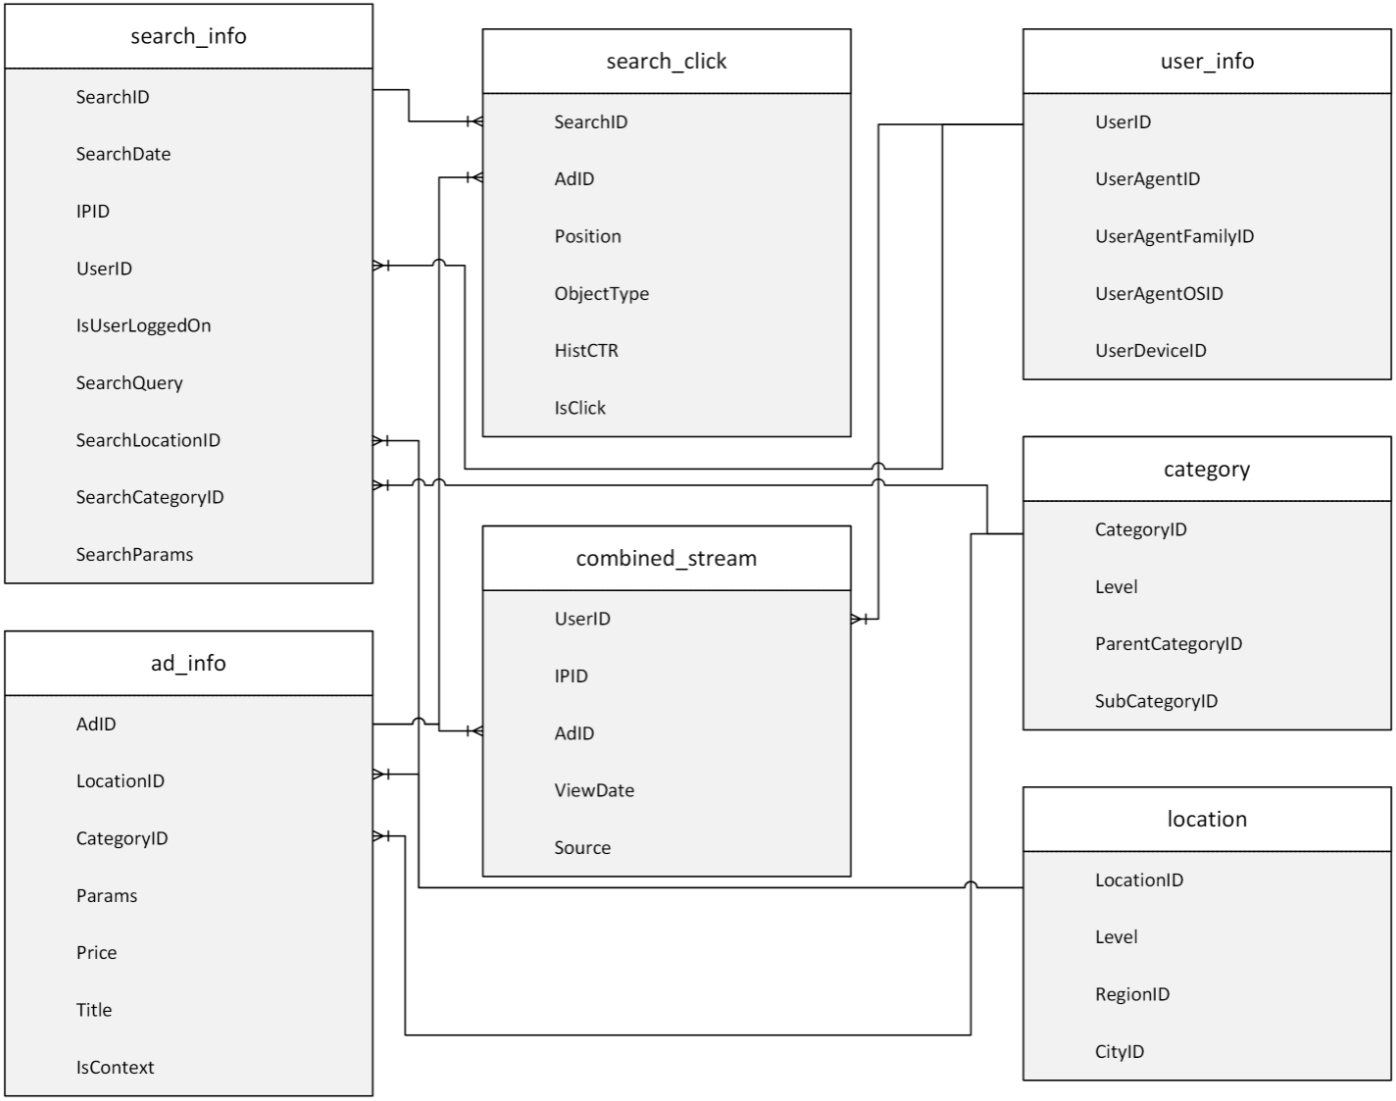 search_info
SearchID
SearchDate
IPID
UserID
IsUserLoggedOn
SearchQuery
SearchLocationID
SearchCategoryID
SearchParams
search_click
SearchID
AdID
Position
ObjectType
HistCTR
IsClick
user_info
UserID
UserAgentID
UserAgentFamilyID
UserAgentOSID
UserDeviceID
category
CategoryID
Level
ParentCategoryID
SubCategoryID
combined_stream
UserID
IPID
AdID
ViewDate
Source
ad_info
AdID
LocationID
CategoryID
Params
Price
Title
IsContext
location
LocationID
Level
RegionID
CityID